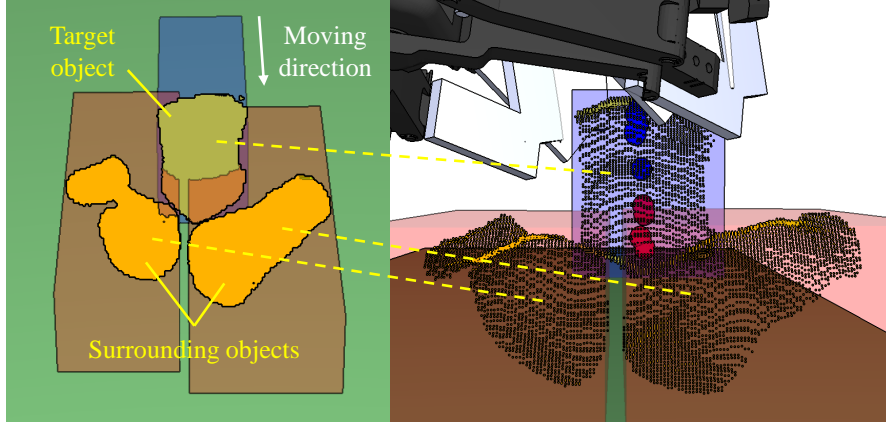 Target
object
Moving
direction
Surrounding objects